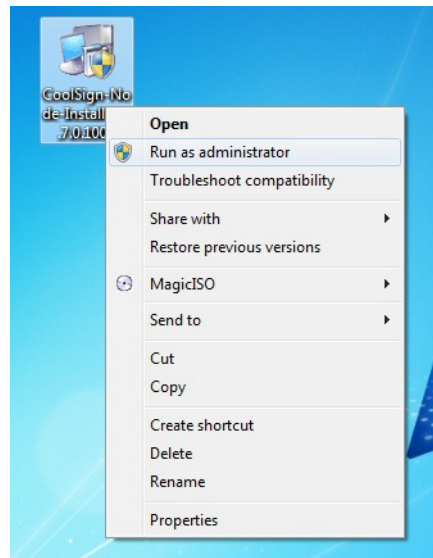 CoolSign-No
de-Install
.7.0.100
Open
Run as administrator
Troubleshoot compatibility
Share with
Restore previous versions
MagicISO
Send to
Cut
Copy
Create shortcut
Delete
Rename
Properties